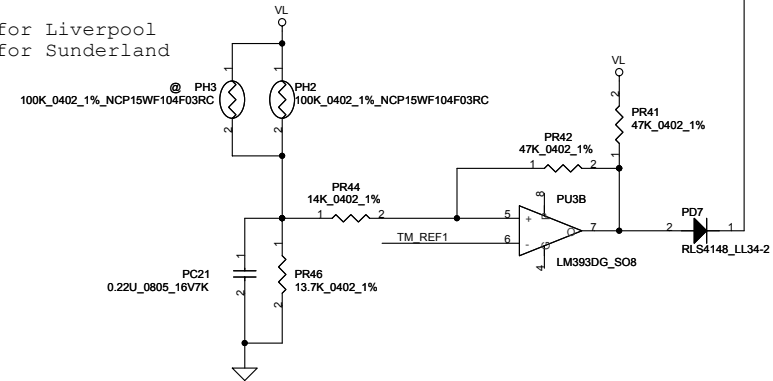 for Liverpool
for Sunderland
VL
@
PH3
100K_0402_1%_NCP15WF104F03RC
1
2
PH2
100K_0402_1%_NCP15WF104F03RC
1
2
VL
PR41
47K_0402_1%
2
1
PR42
47K_0402_1%
1
2
PR44
14K_0402_1%
1
2
PU3B
8
5
+
6
-
P
G
O
7
4
LM393DG_SO8
TM_REF1
PD7
2
1
RLS4148_LL34-2
PC21
0.22U_0805_16V7K
1
2
PR46
13.7K_0402_1%
1
2